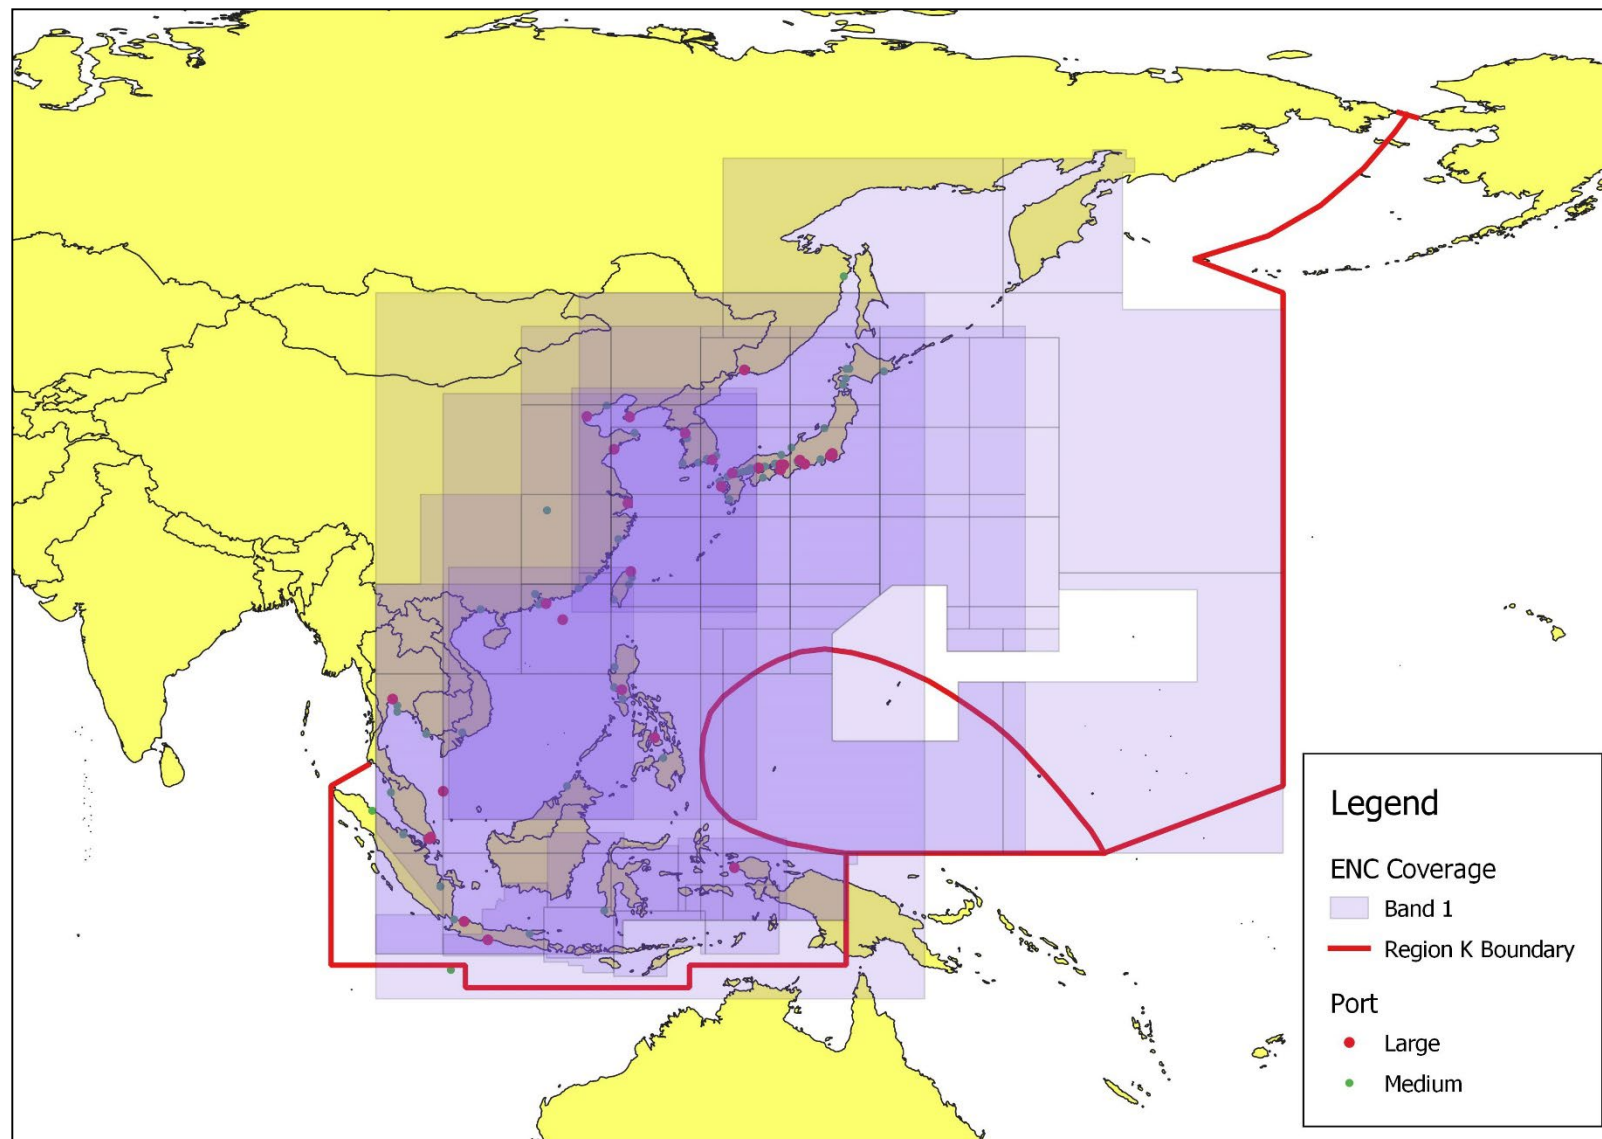 Legend
ENC Coverage
Band 1
Region K Boundary
Port
Large
Medium